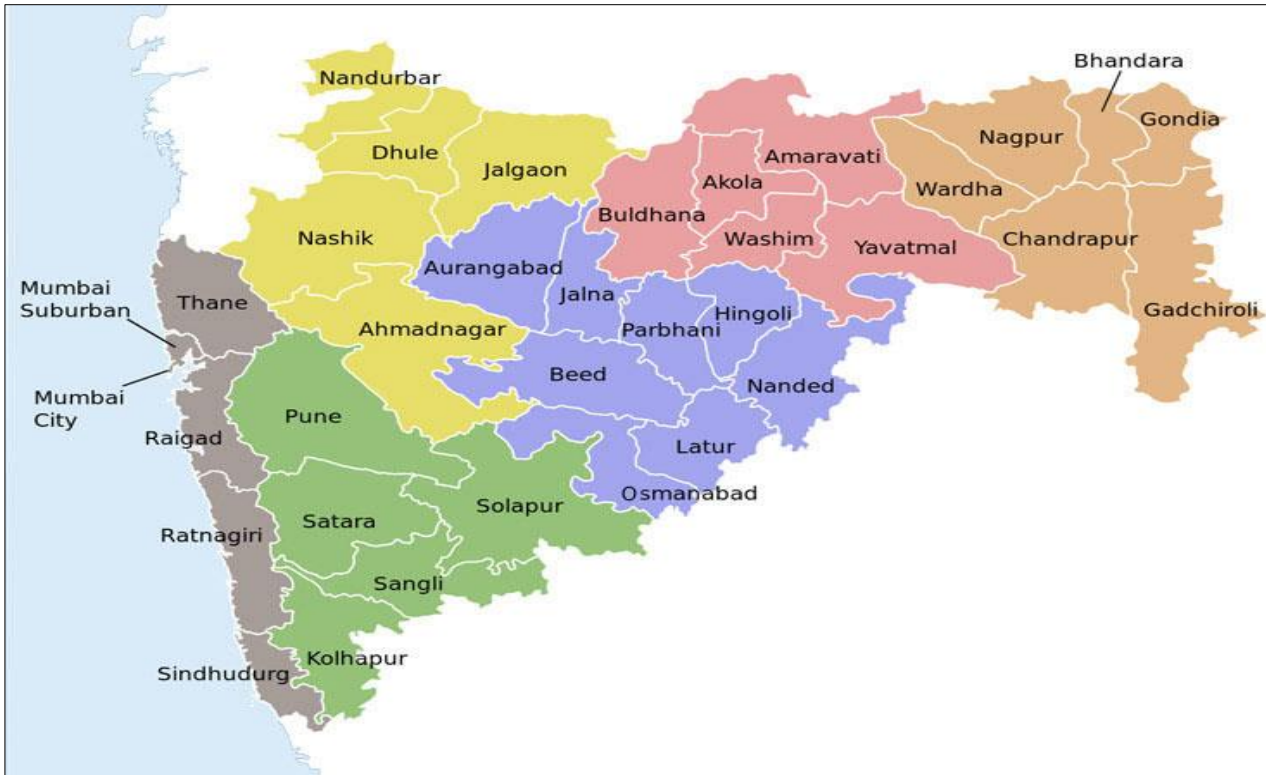 Nandurbar
Bhandara
Gondia
Nagpur
Dhule
Jalgaon
Amaravati
Akola
Wardha
Buldhana
Nashik
Washim
Yavatmal
Chandrapur
Aurangabad
Mumbai
Suburban
Thane
Jalna
Hingoli
Gadchiroli
Ahmadnagar
Parbhani
Beed
Nanded
Mumbai
City
Pune
Raigad
Latur
Osmanabad
Solapur
Satara
Ratnagiri
Sangli
Kolhapur
Sindhudurg